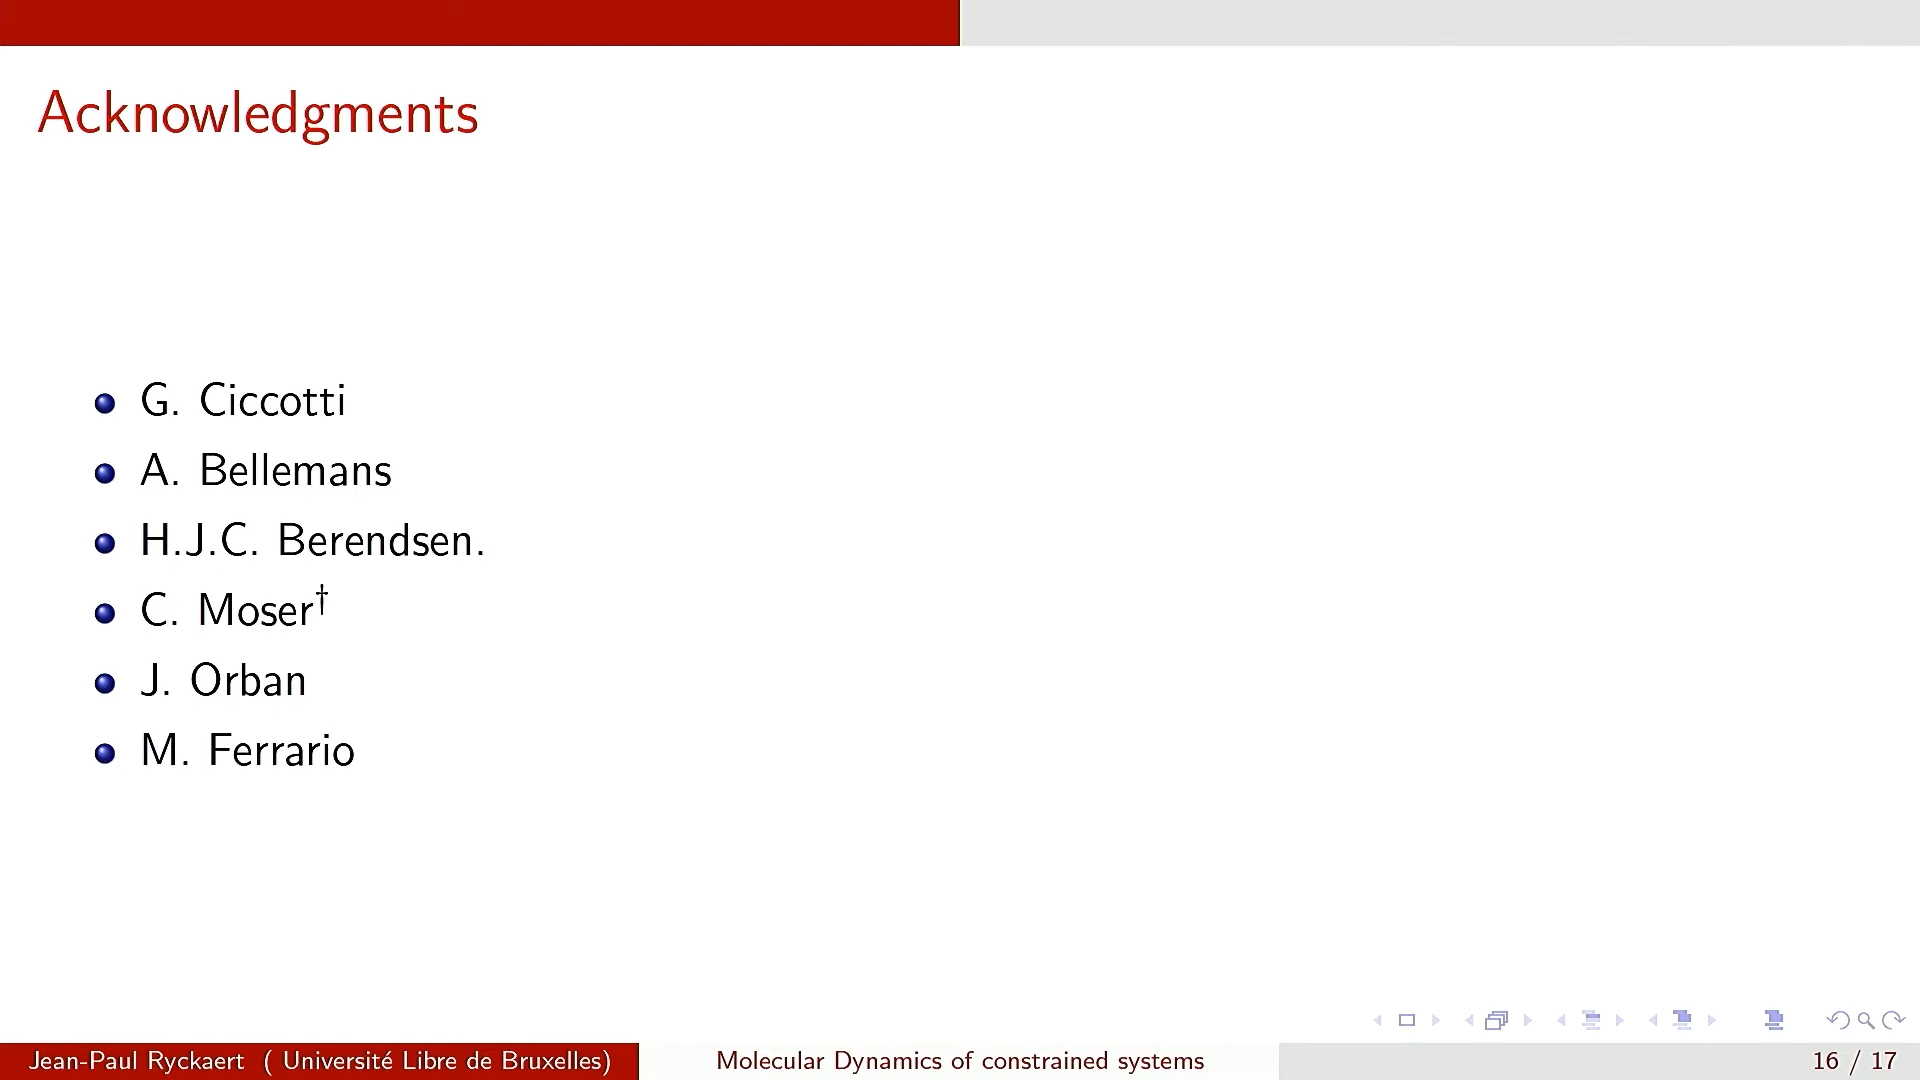 Acknowledgments
G. Ciccotti
A. Bellemans
H.J.C. Berendsen.
C. Moser†
J. Orban
M. Ferrario
Jean-Paul Ryckaert ( Université Libre de Bruxelles)
Molecular Dynamics of constrained systems
16 / 17